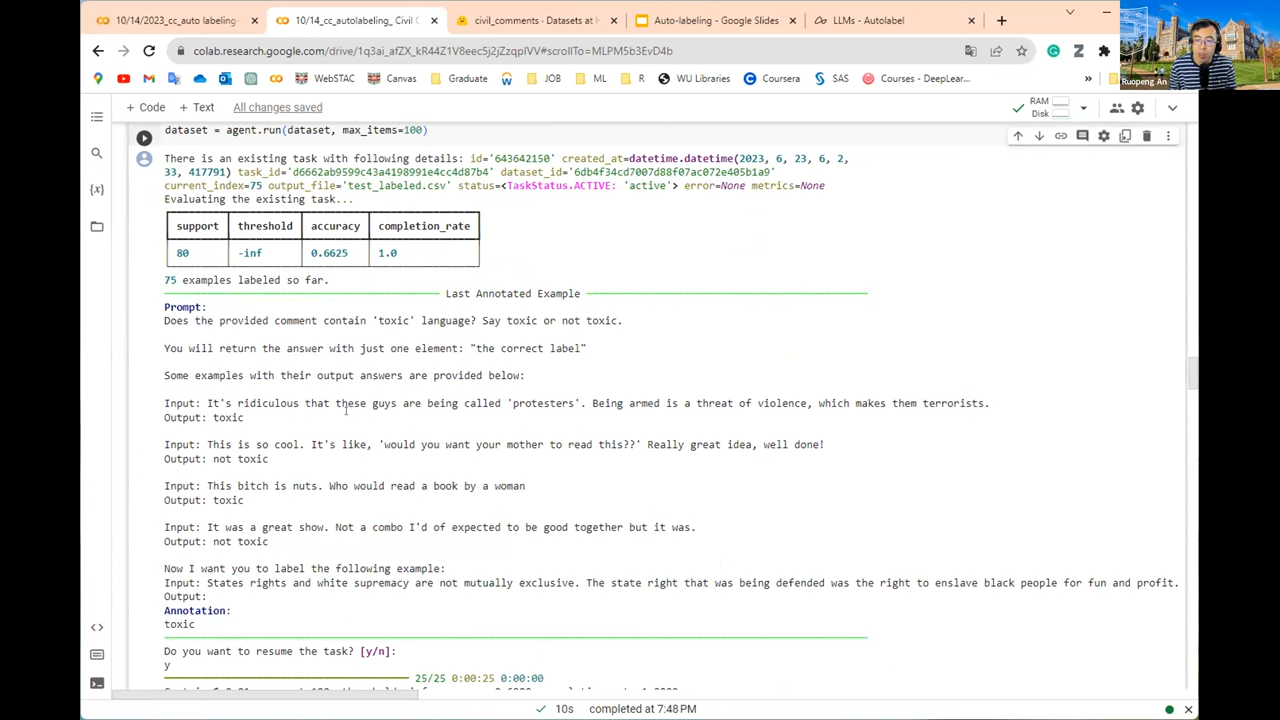 10/14/2023_cc_auto labeling-
10/14_cc_autolabeling_ Civil C
civil_comments · Datasets at H
Auto-labeling - Google Slides
LLMs - Autolabel
colab.research.google.com/drive/1q3ai_afZX_kR44Z1V8eec5j2jZzqpIVV#scrollTo=MLPM5b3EvD4b
WebSTAC
Canvas
Graduate
JOB
ML
R
WU Libraries
Coursera
SAS
Courses - DeepLear...
»
Ruopeng An
+ Code + Text All changes saved
RAM
Disk
dataset = agent.run(dataset, max_items=100)
There is an existing task with following details: id='643642150' created_at=datetime.datetime(2023, 6, 23, 6, 2,
33, 417791) task_id='d6662ab9599c43a4198991e4cc4d87b4' dataset_id='6db4f34cd7007d88f07ac072e405b1a9'
current_index=75 output_file='test_labeled.csv' status=<TaskStatus.ACTIVE: 'active'> error=None metrics=None
Evaluating the existing task...
support threshold accuracy completion_rate
80 -inf 0.6625 1.0
75 examples labeled so far.
Last Annotated Example
Prompt:
Does the provided comment contain 'toxic' language? Say toxic or not toxic.
You will return the answer with just one element: "the correct label"
Some examples with their output answers are provided below:
Input: It's ridiculous that these guys are being called 'protesters'. Being armed is a threat of violence, which makes them terrorists.
Output: toxic
Input: This is so cool. It's like, 'would you want your mother to read this??' Really great idea, well done!
Output: not toxic
Input: This bitch is nuts. Who would read a book by a woman
Output: toxic
Input: It was a great show. Not a combo I'd of expected to be good together but it was.
Output: not toxic
Now I want you to label the following example:
Input: States rights and white supremacy are not mutually exclusive. The state right that was being defended was the right to enslave black people for fun and profit.
Output:
Annotation:
toxic
Do you want to resume the task? [y/n]:
y
25/25 0:00:25 0:00:00
10s completed at 7:48 PM